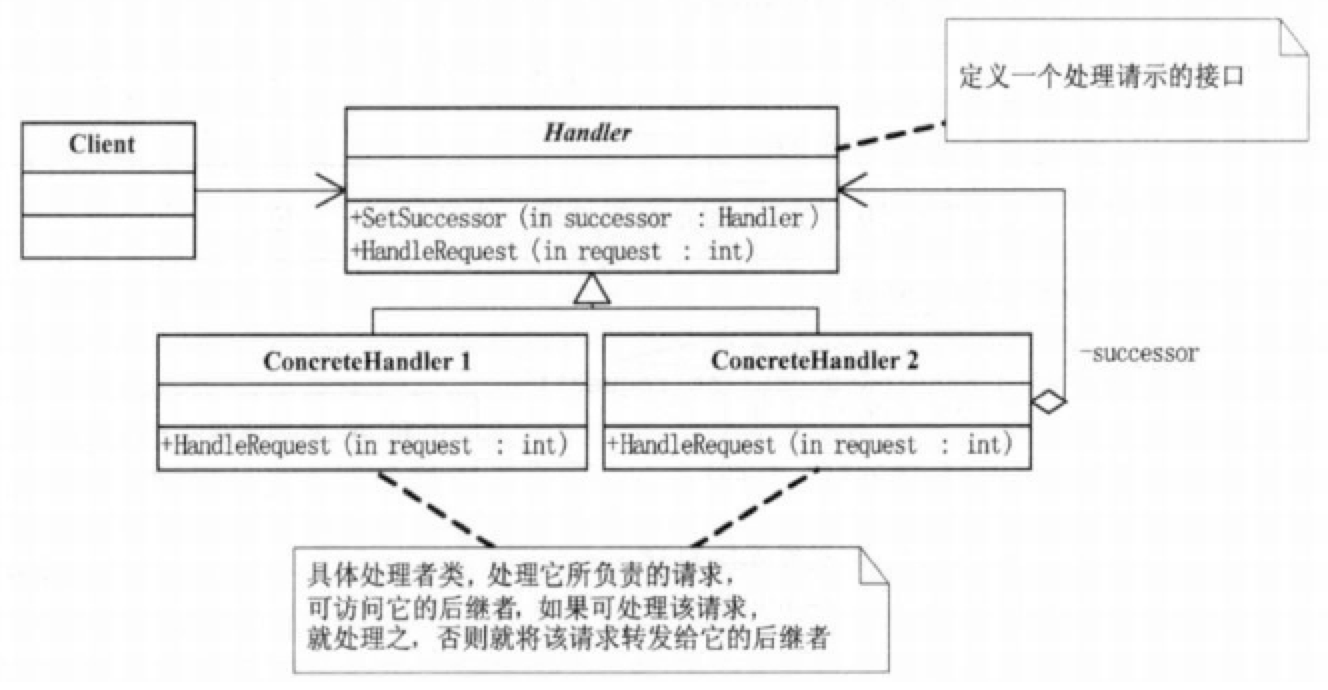 定义一个处理请示的接口
Client
Handler
+SetSuccessor (in successor : Handler)
+HandleRequest (in request : int)
ConcreteHandler 1
+HandleRequest (in request : int)
ConcreteHandler 2
+HandleRequest (in request : int)
-successor
具体处理者类，处理它所负责的请求，
可访问它的后继者，如果可处理该请求，
就处理之，否则就将该请求转发给它的后继者